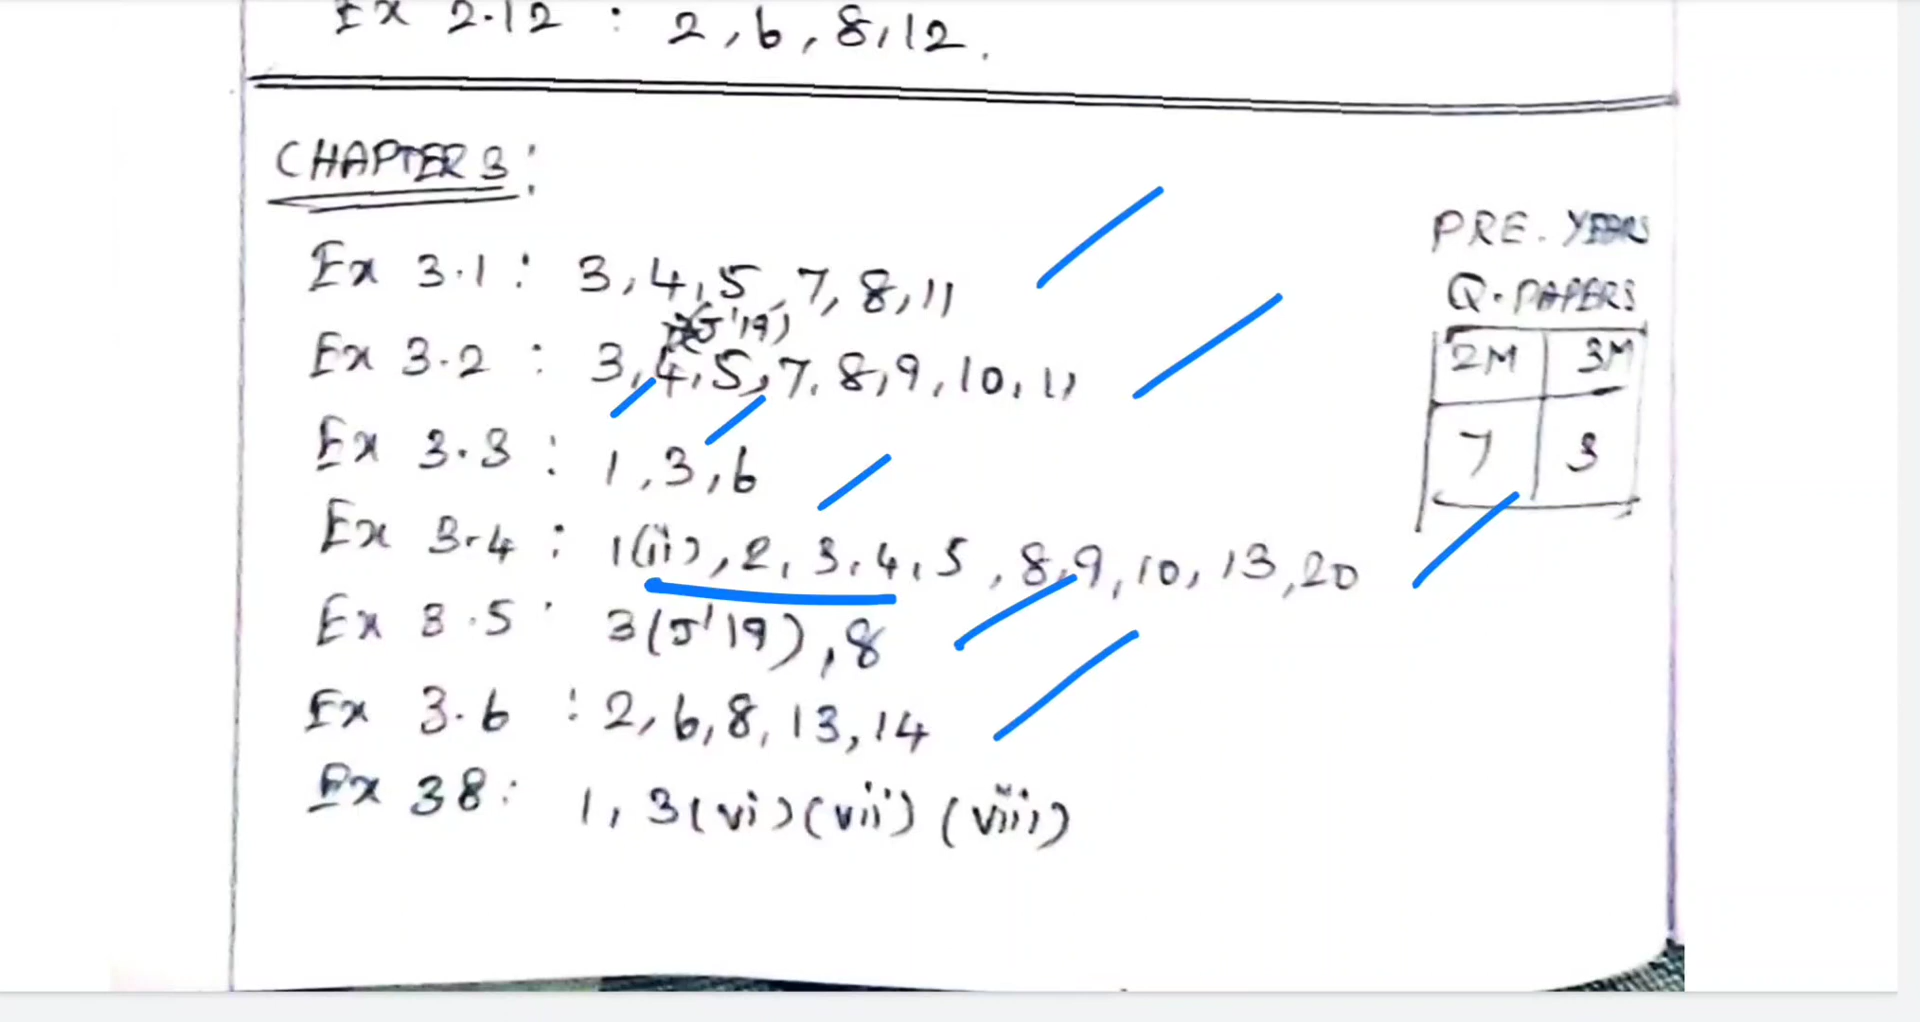 Ex 2.12 : 2, 6, 8, 12.
CHAPTER 3:
Ex 3.1 : 3, 4, 5, 7, 8, 11
(J'19)
Ex 3.2 : 3, 4, 5, 7, 8, 9, 10, 11
Ex 3.3 : 1, 3, 6
Ex 3.4 : 1(ii), 2, 3, 4, 5, 8, 9, 10, 13, 20
Ex 3.5 : 3(J'19), 8
Ex 3.6 : 2, 6, 8, 13, 14
Ex 38: 1, 3(vi)(vii)(viii)
PRE. YEARS
Q. PAPERS
2M 3M
7 3